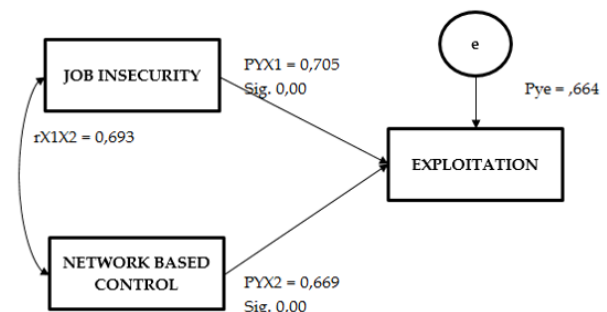 e
JOB INSECURITY
PYX1 = 0,705
Sig. 0,00
Pye = ,664
rX1X2 = 0,693
EXPLOITATION
NETWORK BASED
CONTROL
PYX2 = 0,669
Sig. 0,00